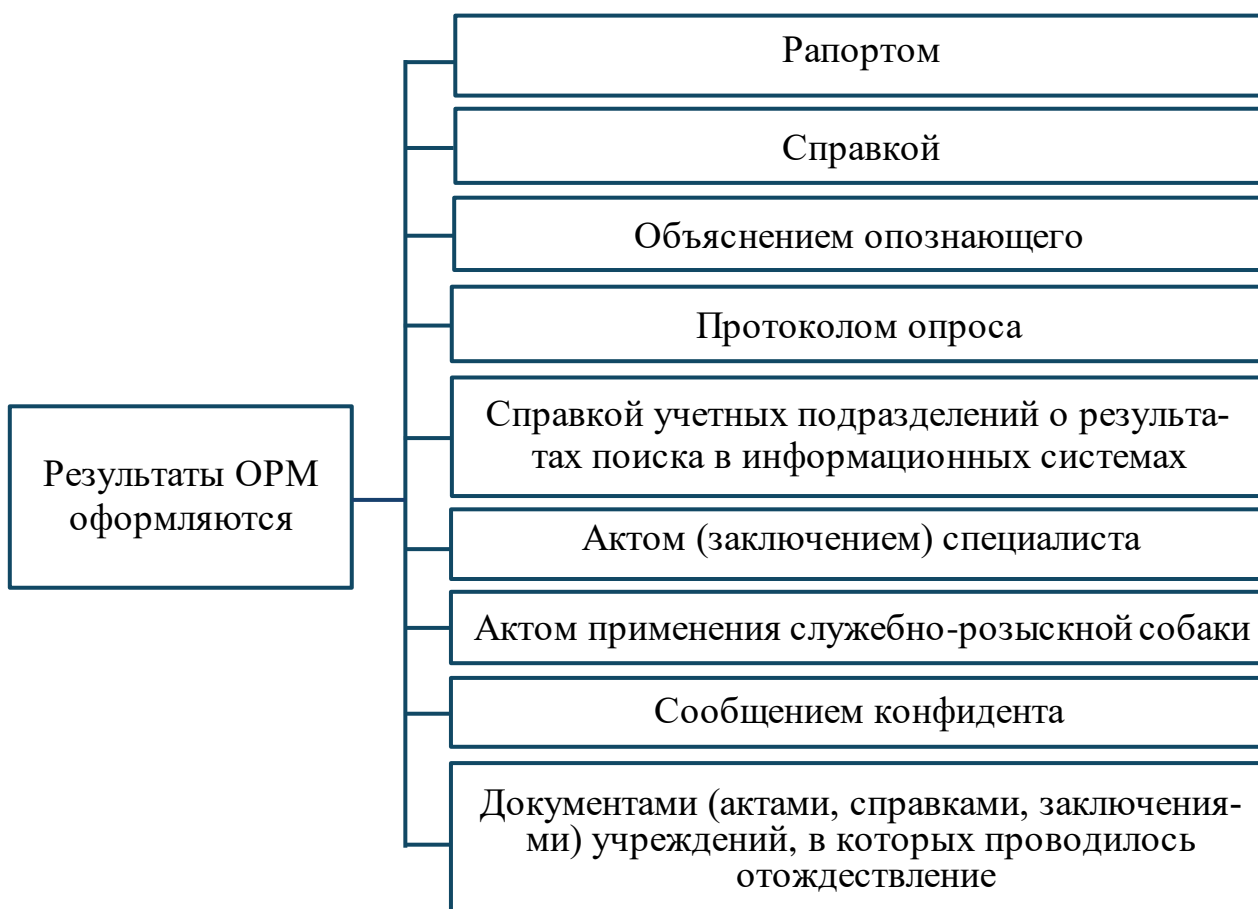 Рапортом
Справкой
Объяснением опознающего
Протоколом опроса
Справкой учетных подразделений о результа-
тах поиска в информационных системах
Результаты ОРМ
оформляются
Актом (заключением) специалиста
Актом применения служебно-розыскной собаки
Сообщением конфидента
Документами (актами, справками, заключения-
ми) учреждений, в которых проводилось
отождествление